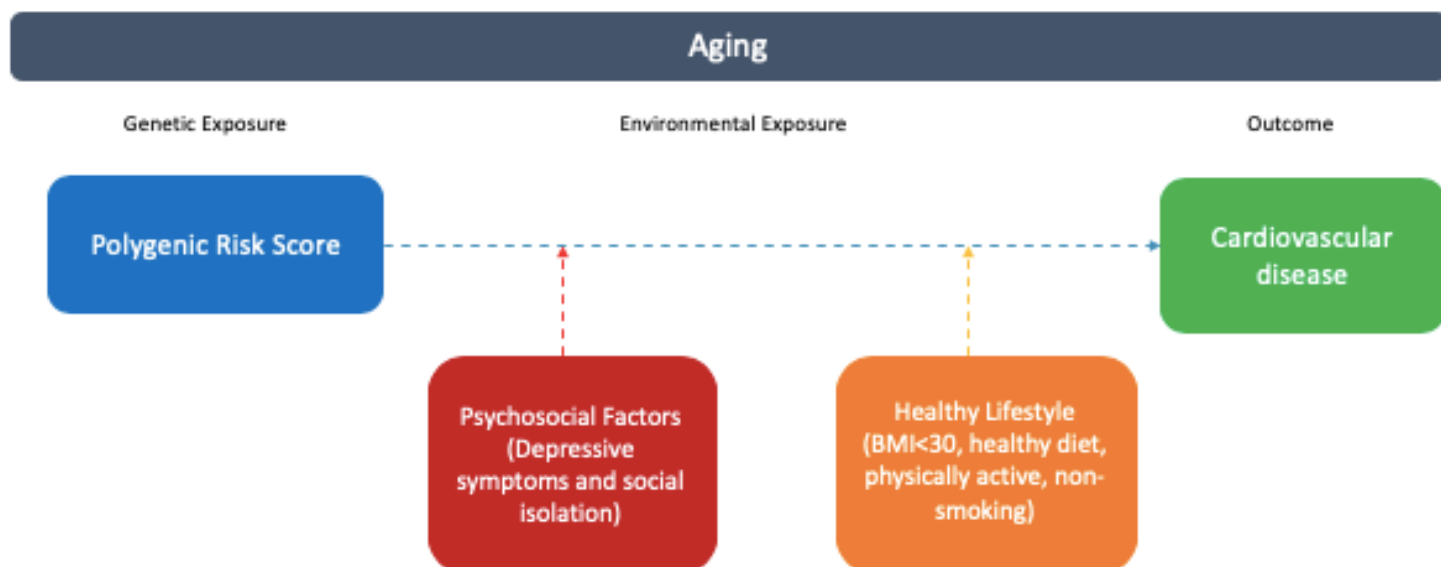 Aging
Genetic Exposure
Environmental Exposure
Outcome
Polygenic Risk Score
Cardiovascular
disease
Psychosocial Factors
(Depressive
symptoms and social
isolation)
Healthy Lifestyle
(BMI<30, healthy diet,
physically active, non-
smoking)